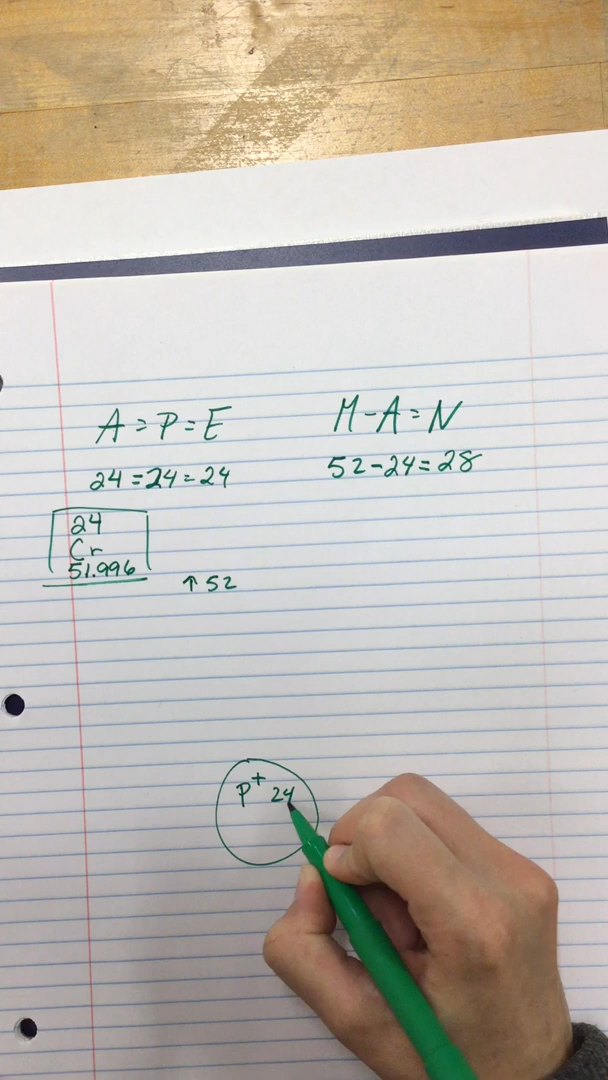 A = P = E
M - A = N
24 = 24 = 24
52 - 24 = 28
24
Cr
51.996
↑ 52
P+ 24